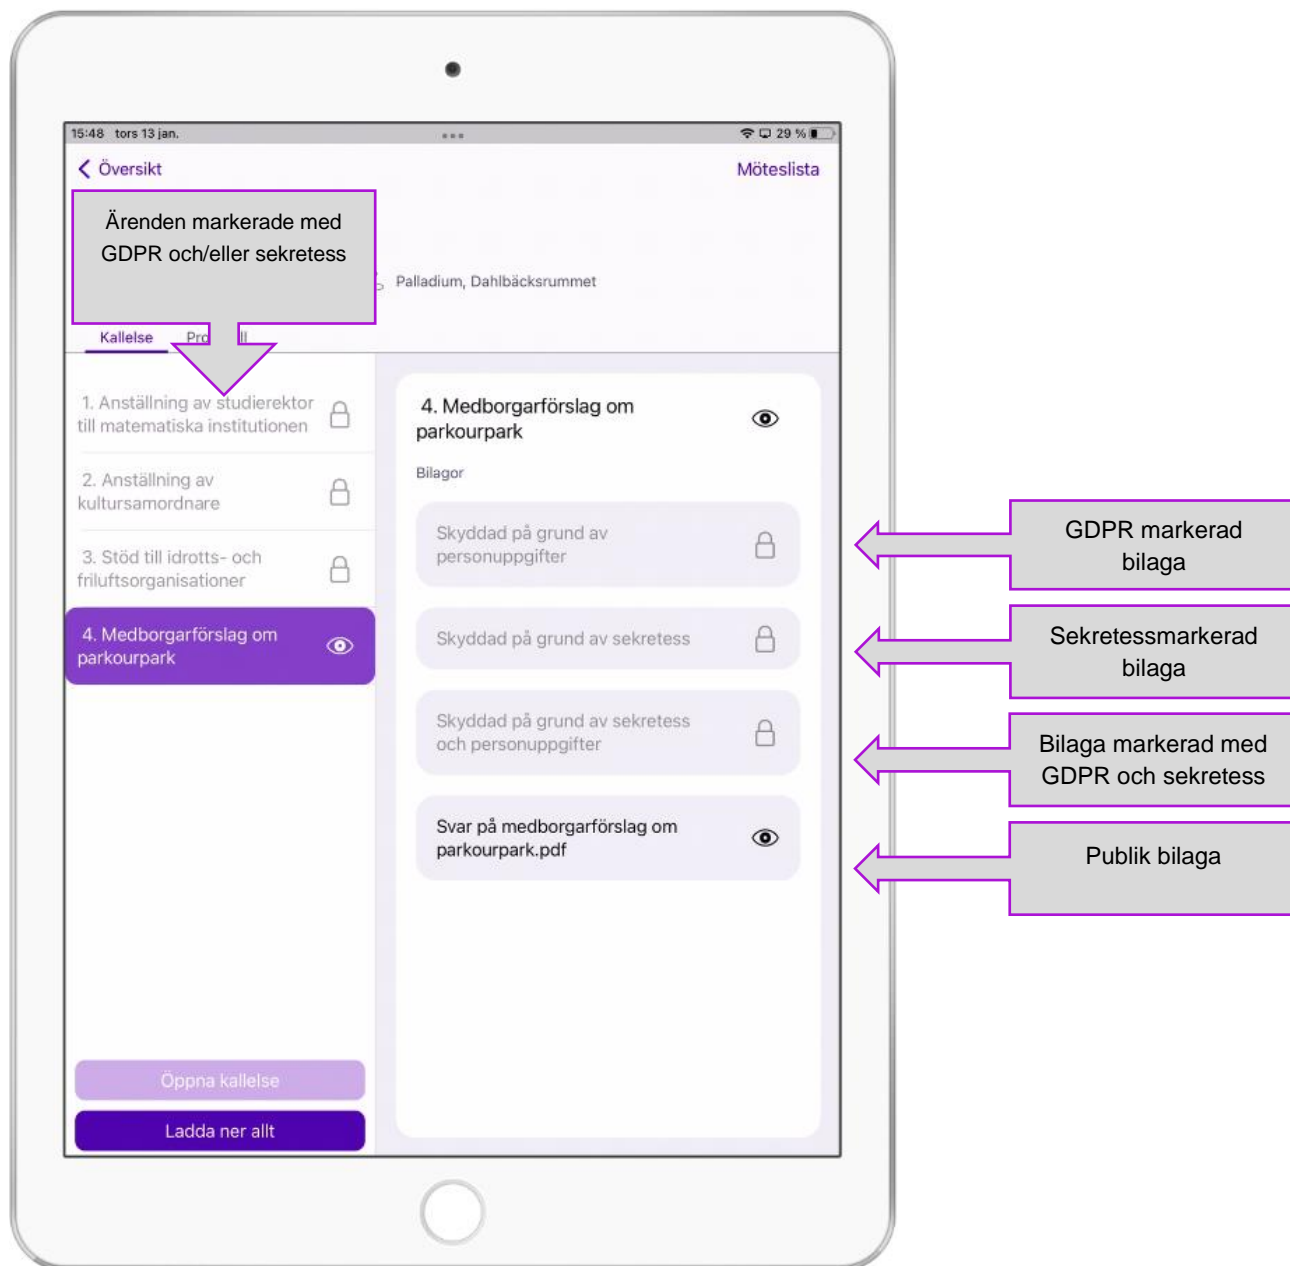 15:48 tors 13 jan.
29 %
Översikt
Möteslista
Ärenden markerade med
GDPR och/eller sekretess
Palladium, Dahlbäcksrummet
Kallelse
1. Anställning av studierektor
till matematiska institutionen
2. Anställning av
kultursamordnare
3. Stöd till idrotts- och
friluftsorganisationer
4. Medborgarförslag om
parkourpark
Öppna kallelse
Ladda ner allt
4. Medborgarförslag om
parkourpark
Bilagor
Skyddad på grund av
personuppgifter
Skyddad på grund av sekretess
Skyddad på grund av sekretess
och personuppgifter
Svar på medborgarförslag om
parkourpark.pdf
GDPR markerad
bilaga
Sekretessmarkerad
bilaga
Bilaga markerad med
GDPR och sekretess
Publik bilaga